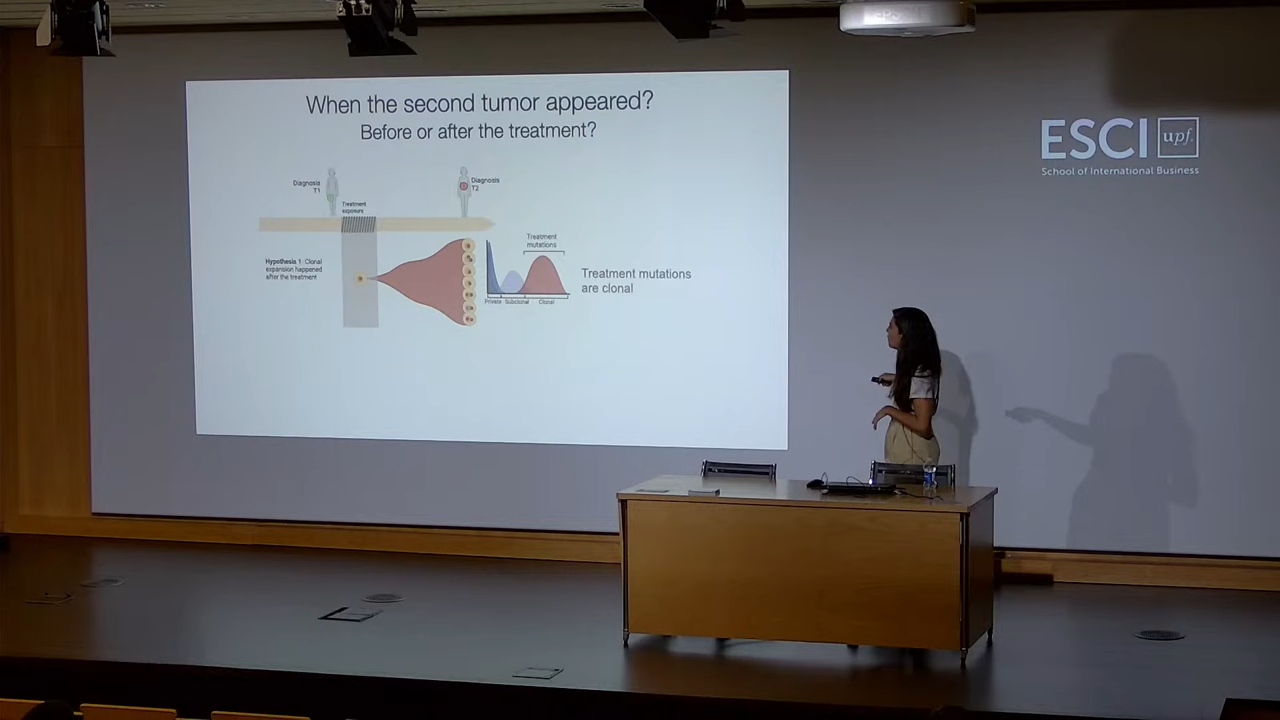 When the second tumor appeared?
Before or after the treatment?
Diagnosis
T1
Diagnosis
T2
Treatment
exposure
Hypothesis 1: Clonal
expansion happened
after the treatment
Treatment
mutations
Treatment mutations
are clonal
Private Subclonal Clonal
ESCI upf.
School of International Business